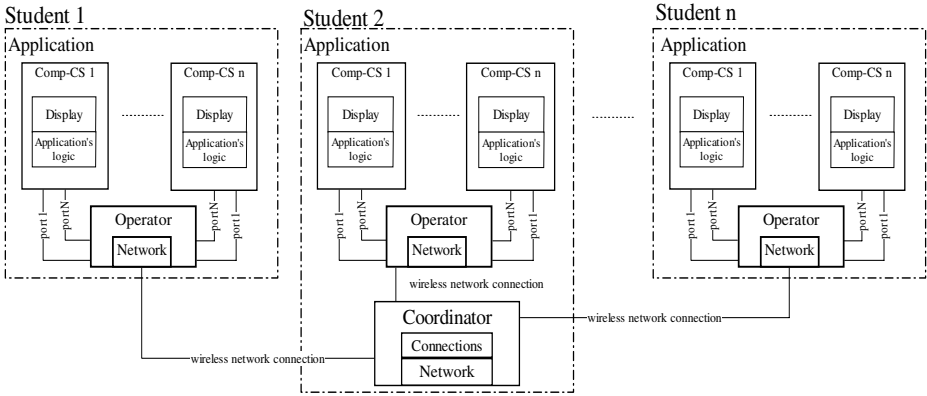 Student 1
Application
Comp-CS 1
Display
Application's
logic
Comp-CS n
Display
Application's
logic
port1
portN
portN
port1
Operator
Network
Student 2
Application
Comp-CS 1
Display
Application's
logic
Comp-CS n
Display
Application's
logic
port1
portN
portN
port1
Operator
Network
wireless network connection
Coordinator
Connections
Network
Student n
Application
Comp-CS 1
Display
Application's
logic
Comp-CS n
Display
Application's
logic
port1
portN
portN
port1
Operator
Network
wireless network connection
wireless network connection